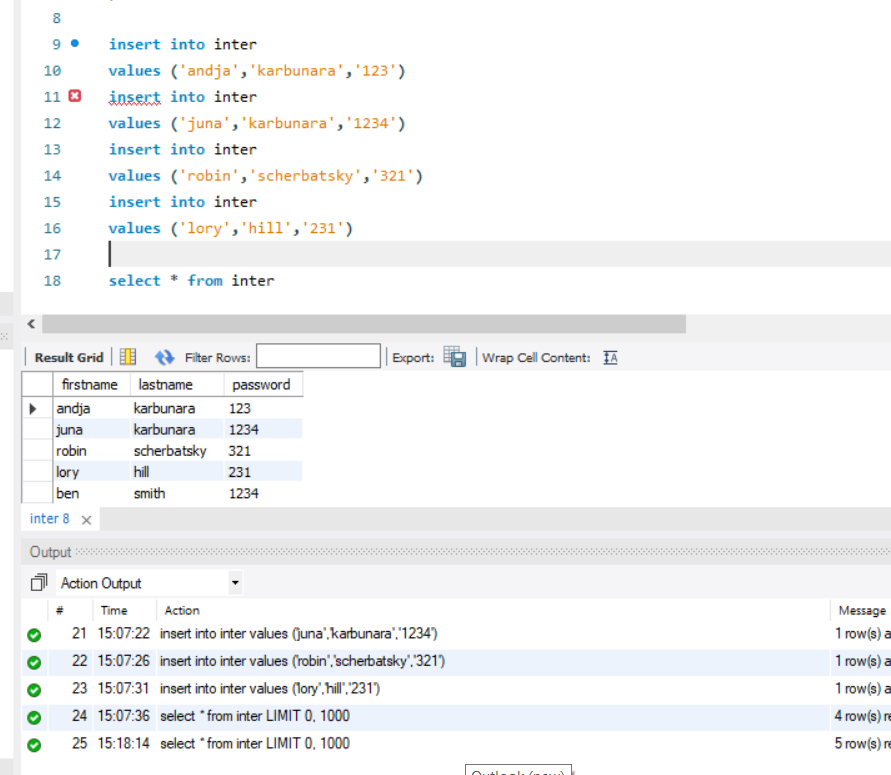 8
9 insert into inter
10 values ('andja','karbunara','123')
11 insert into inter
12 values ('juna','karbunara','1234')
13 insert into inter
14 values ('robin','scherbatsky','321')
15 insert into inter
16 values ('lory','hill','231')
17
18 select * from inter
Result Grid Filter Rows: Export: Wrap Cell Content: IA
firstname lastname password
andja karbunara 123
juna karbunara 1234
robin scherbatsky 321
lory hill 231
ben smith 1234
inter 8
Output
Action Output
# Time Action Message
21 15:07:22 insert into inter values ('juna','karbunara','1234') 1 row(s) a
22 15:07:26 insert into inter values ('robin','scherbatsky','321') 1 row(s) a
23 15:07:31 insert into inter values ('lory','hill','231') 1 row(s) a
24 15:07:36 select * from inter LIMIT 0, 1000 4 row(s) re
25 15:18:14 select * from inter LIMIT 0, 1000 5 row(s) re